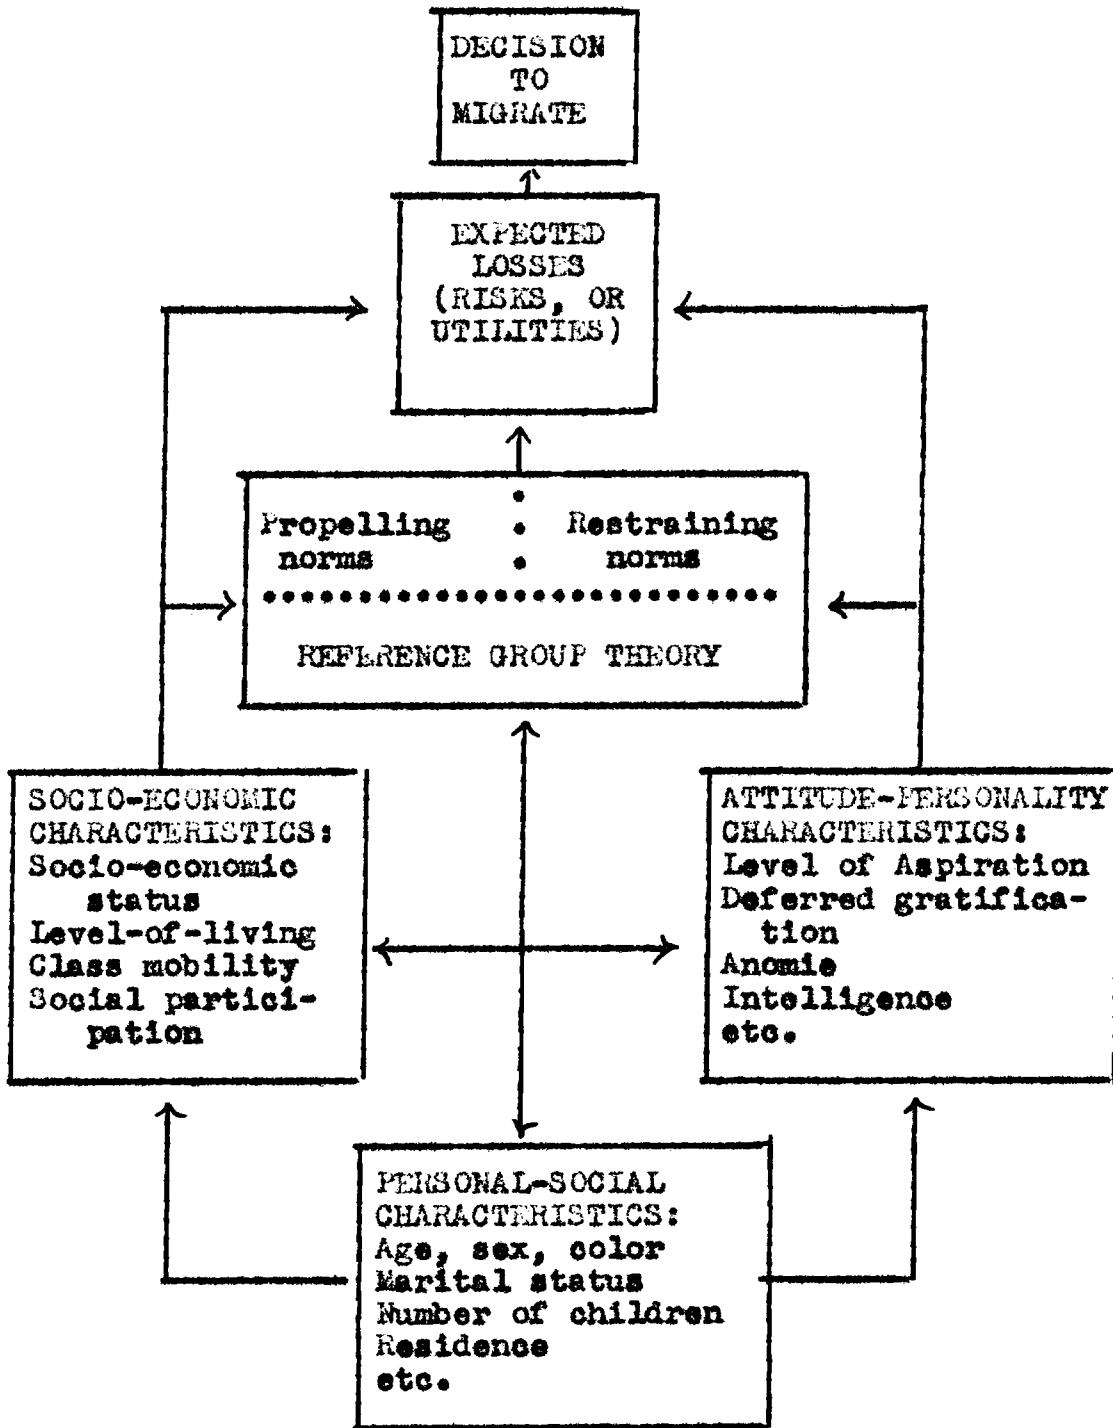 DECISION
TO
MIGRATE
EXPECTED
LOSSES
(RISKS, OR
UTILITIES)
Propelling
norms
Restraining
norms
REFERENCE GROUP THEORY
SOCIO-ECONOMIC
CHARACTERISTICS:
Socio-economic
status
Level-of-living
Class mobility
Social partici-
pation
ATTITUDE-PERSONALITY
CHARACTERISTICS:
Level of Aspiration
Deferred gratifica-
tion
Anomie
Intelligence
etc.
PERSONAL-SOCIAL
CHARACTERISTICS:
Age, sex, color
Marital status
Number of children
Residence
etc.